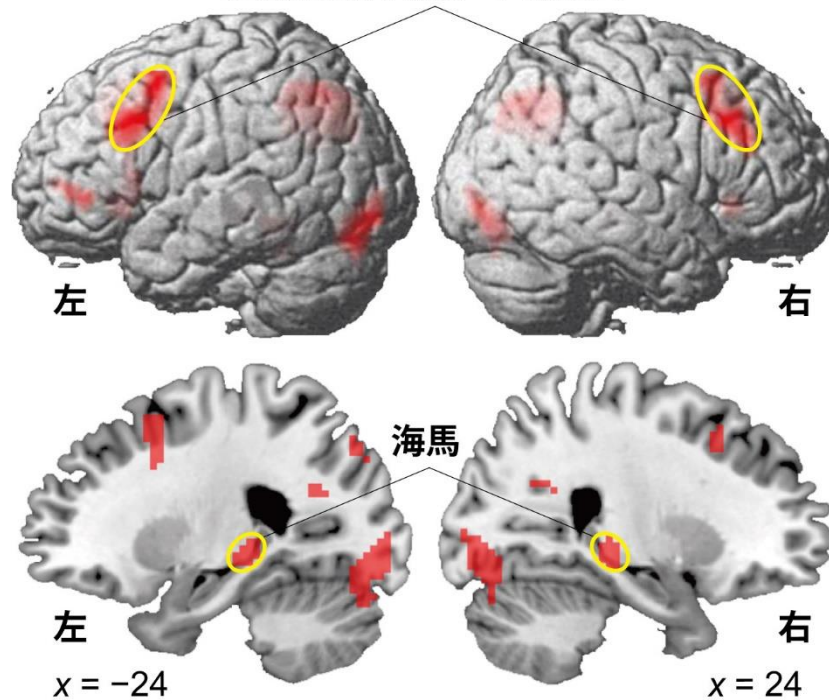 左 右
海馬
左 右
x = −24 x = 24